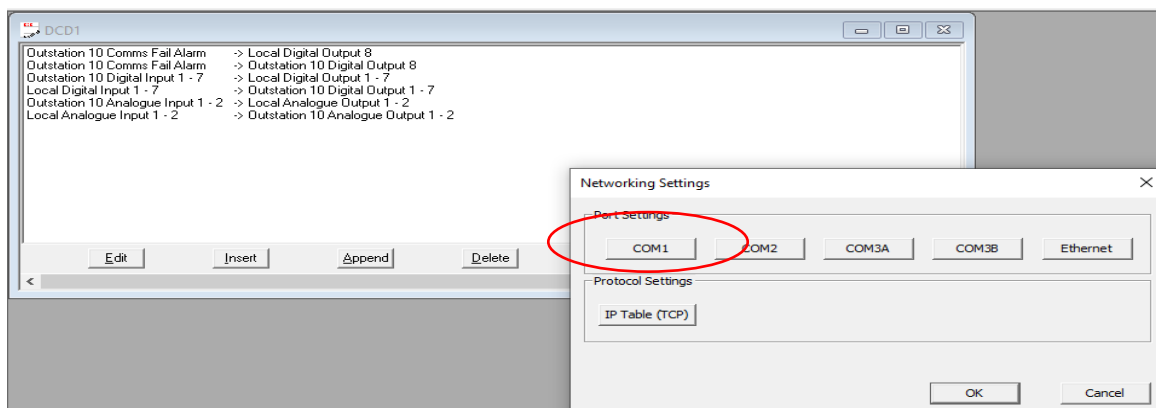 DCD1
Outstation 10 Comms Fail Alarm -> Local Digital Output 8
Outstation 10 Comms Fail Alarm -> Outstation 10 Digital Output 8
Outstation 10 Digital Input 1 - 7 -> Local Digital Output 1 - 7
Local Digital Input 1 - 7 -> Outstation 10 Digital Output 1 - 7
Outstation 10 Analogue Input 1 - 2 -> Local Analogue Output 1 - 2
Local Analogue Input 1 - 2 -> Outstation 10 Analogue Output 1 - 2
Edit Insert Append Delete
Networking Settings
Port Settings
COM1 COM2 COM3A COM3B Ethernet
Protocol Settings
IP Table (TCP)
OK Cancel